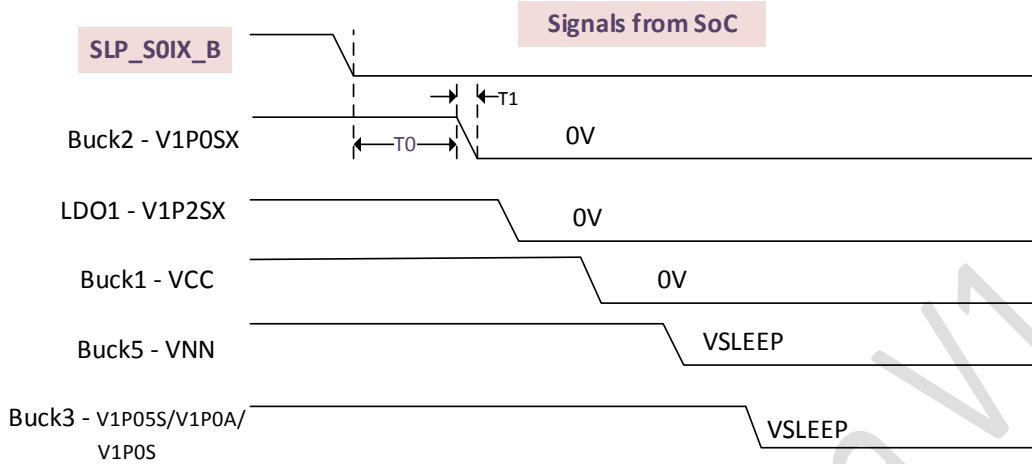 Signals from SoC
SLP_S0IX_B
T1
Buck2 - V1P0SX
T0
0V
LDO1 - V1P2SX
0V
Buck1 - VCC
0V
Buck5 - VNN
VSLEEP
Buck3 - V1P05S/V1P0A/
V1P0S
VSLEEP